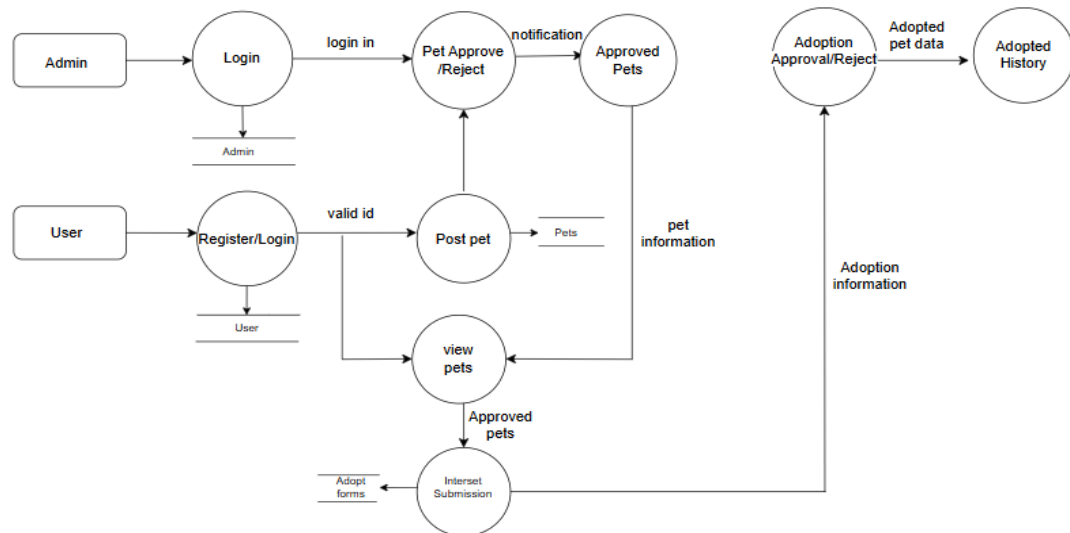 Admin
Login
login in
Pet Approve
/Reject
notification
Approved
Pets
Adoption
Approval/Reject
Adopted
pet data
Adopted
History
Admin
User
Register/Login
valid id
Post pet
Pets
pet
information
Adoption
information
User
view
pets
Approved
pets
Adopt
forms
Interset
Submission